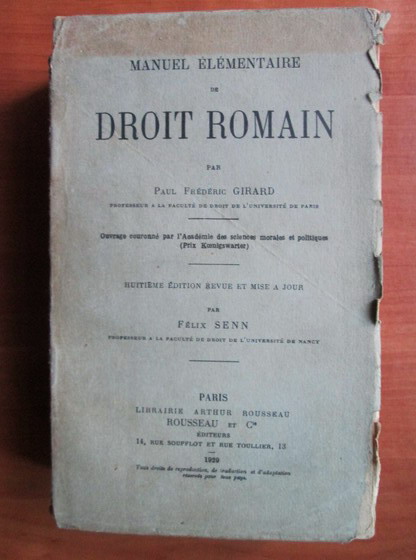 MANUEL ÉLÉMENTAIRE
DE
DROIT ROMAIN
PAR
PAUL FRÉDÉRIC GIRARD
PROFESSEUR A LA FACULTÉ DE DROIT DE L'UNIVERSITÉ DE PARIS
Ouvrage couronné par l'Académie des sciences morales et politiques
(Prix Kœnigswarter)
HUITIÈME ÉDITION REVUE ET MISE A JOUR
PAR
FÉLIX SENN
PROFESSEUR A LA FACULTÉ DE DROIT DE L'UNIVERSITÉ DE NANCY
PARIS
LIBRAIRIE ARTHUR ROUSSEAU
ROUSSEAU ET Cie
ÉDITEURS
14, RUE SOUFFLOT ET RUE TOULLIER, 13
1929
Tous droits de reproduction, de traduction et d'adaptation
réservés pour tous pays.